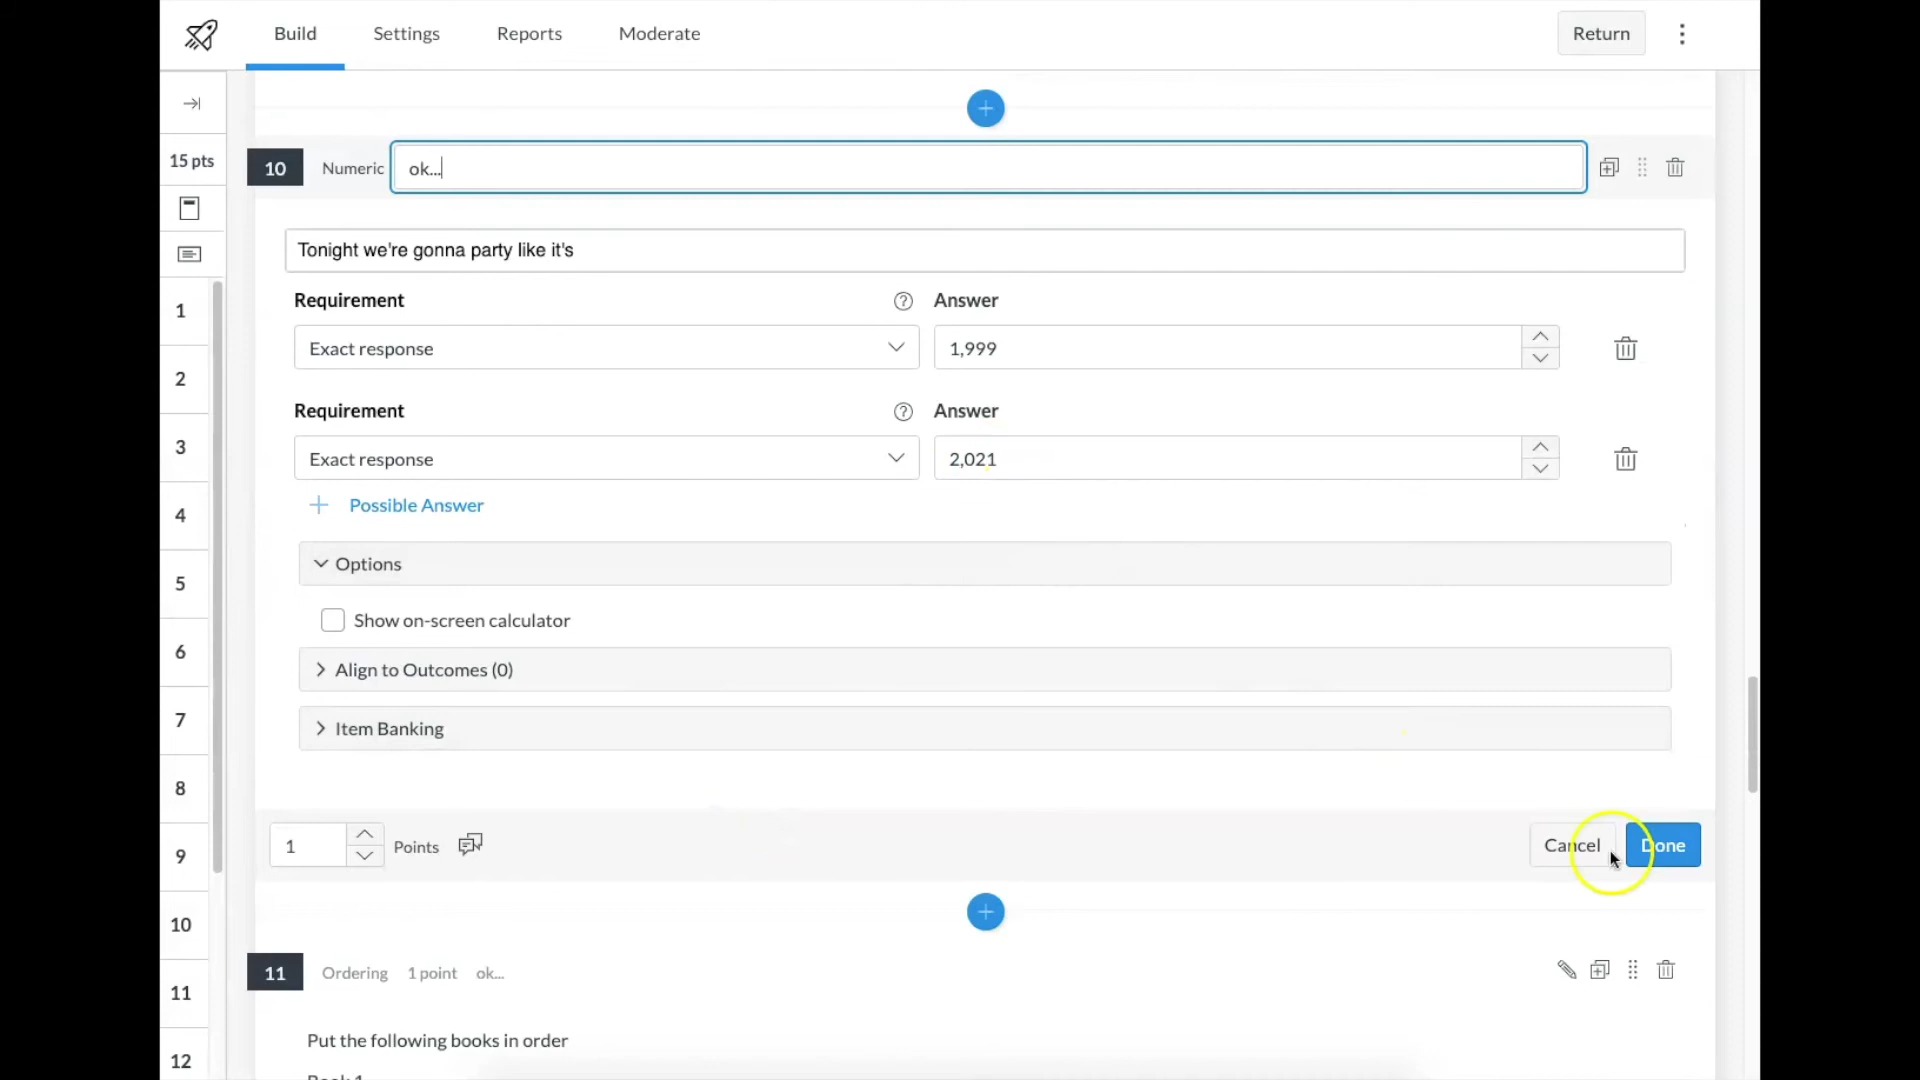 Build Settings Reports Moderate Return
15 pts
10 Numeric ok...
Tonight we're gonna party like it's
Requirement Answer
Exact response 1,999
Requirement Answer
Exact response 2,021
+ Possible Answer
Options
Show on-screen calculator
Align to Outcomes (0)
Item Banking
1 Points Cancel Done
11 Ordering 1 point ok...
Put the following books in order
Book 1
1
2
3
4
5
6
7
8
9
10
11
12